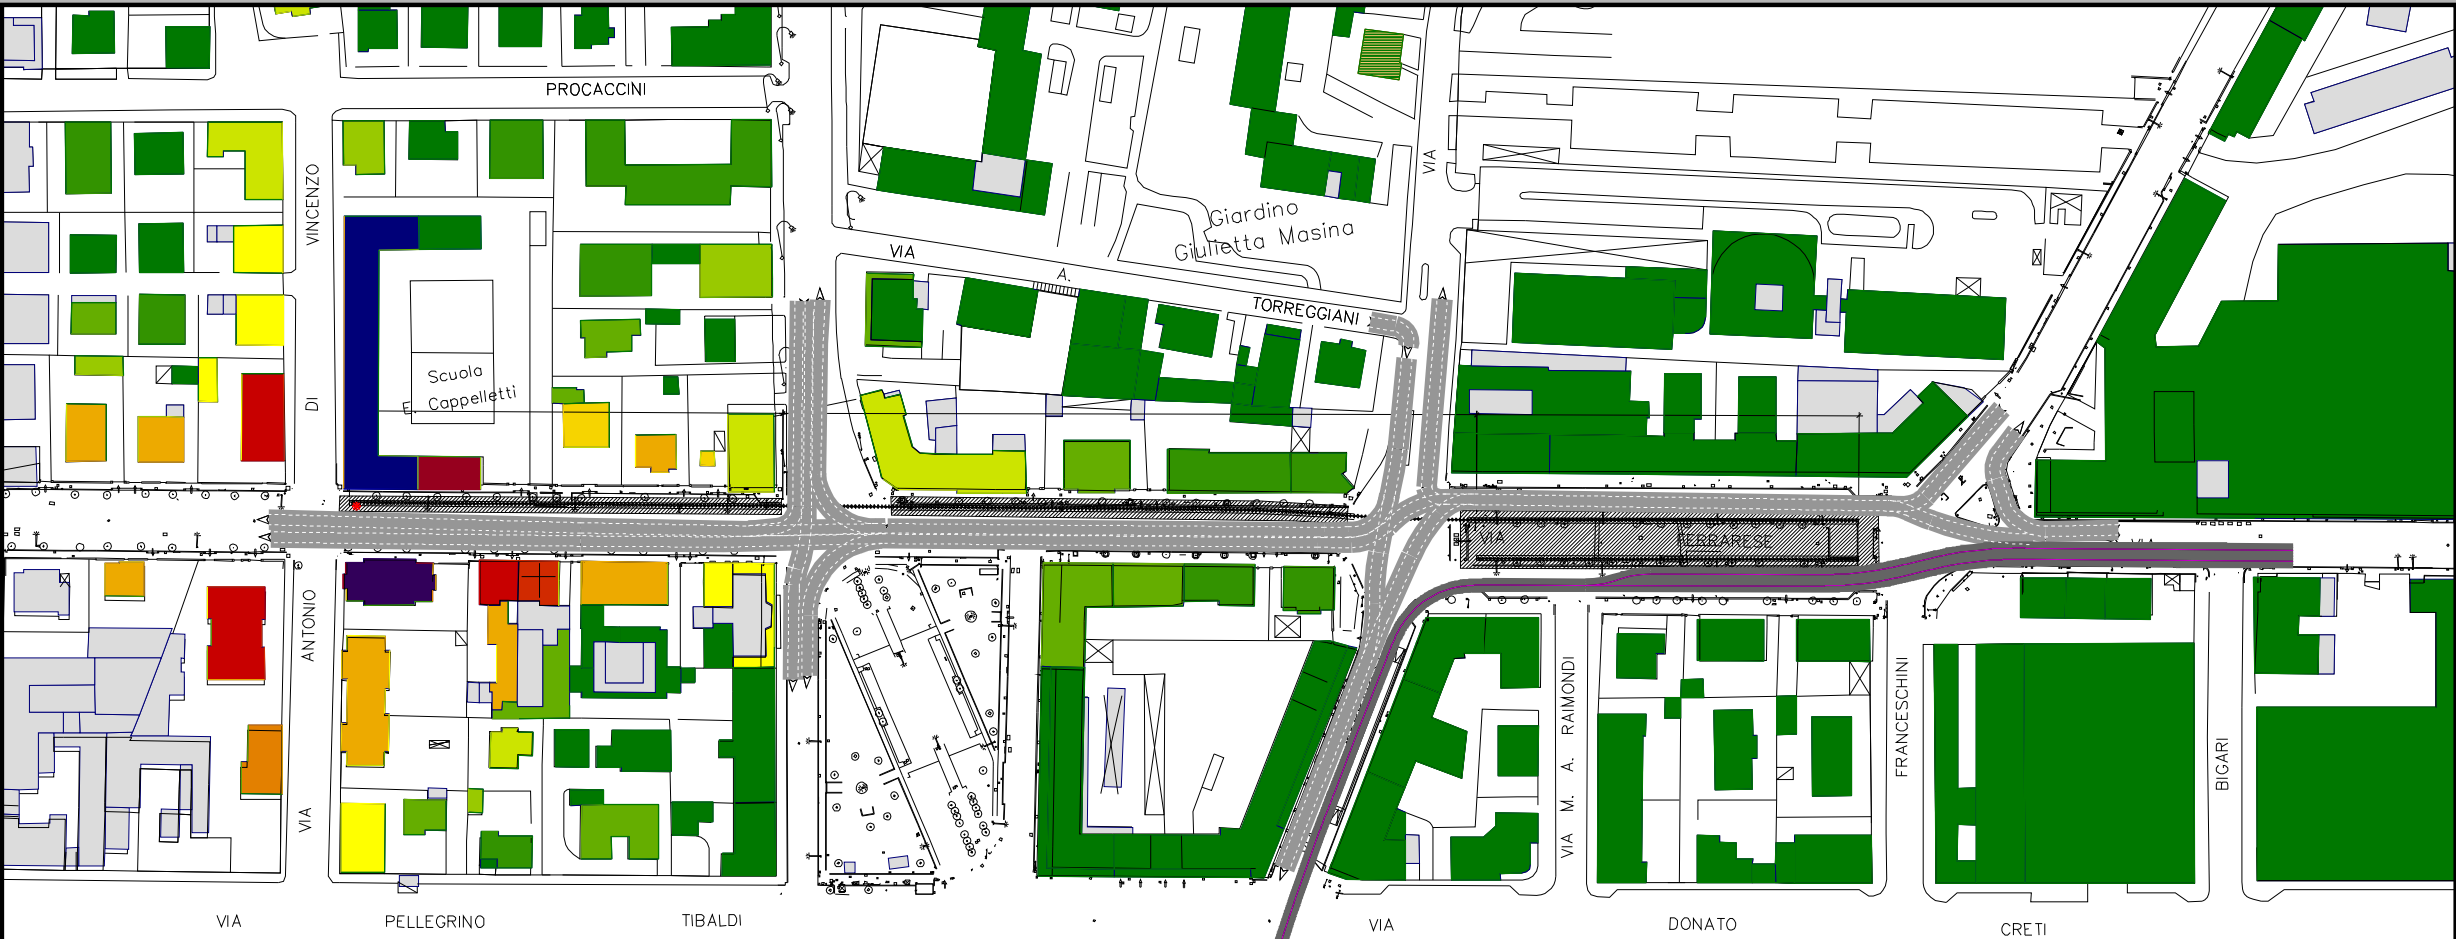 PROCACCINI
VINCENZO
VIA
Giardino
Giulietta Masina
VIA
A.
TORREGGIANI
Scuola
E. Cappelletti
DI
VIA
FERRARESE
ANTONIO
VIA
VIA M. A. RAIMONDI
FRANCESCHINI
BIGARI
VIA
PELLEGRINO
TIBALDI
VIA
DONATO
CRETI